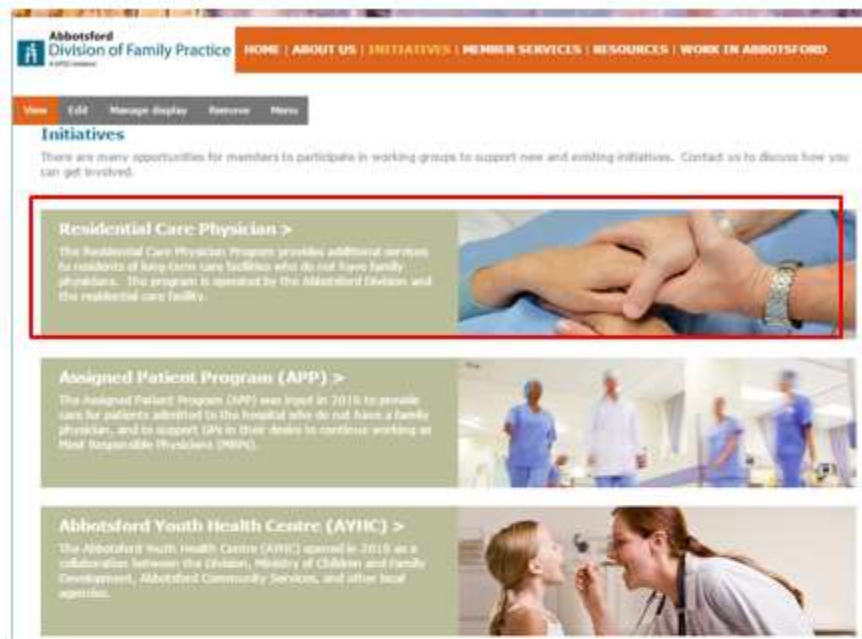 Abbotsford
Division of Family Practice
HOME | ABOUT US | INITIATIVES | MEMBER SERVICES | RESOURCES | WORK IN ABBOTSFORD
View Edit Manage display Remove Menu
Initiatives
There are many opportunities for members to participate in working groups to support new and existing initiatives. Contact us to discuss how you
can get involved.
Residential Care Physician >
The Residential Care Physician Program provides additional services
to residents of long-term care facilities who do not have family
physicians. The program is operated by the Abbotsford Division and
the residential care facility.
Assigned Patient Program (APP) >
The Assigned Patient Program (APP) was input in 2016 to provide
care for patients admitted to the hospital who do not have a family
physician, and to support GPs in their desire to continue working as
Most Responsible Physicians (MRPs).
Abbotsford Youth Health Centre (AYHC) >
The Abbotsford Youth Health Centre (AYHC) opened in 2010 as a
collaboration between the Division, Ministry of Children and Family
Development, Abbotsford Community Services, and other local
agencies.